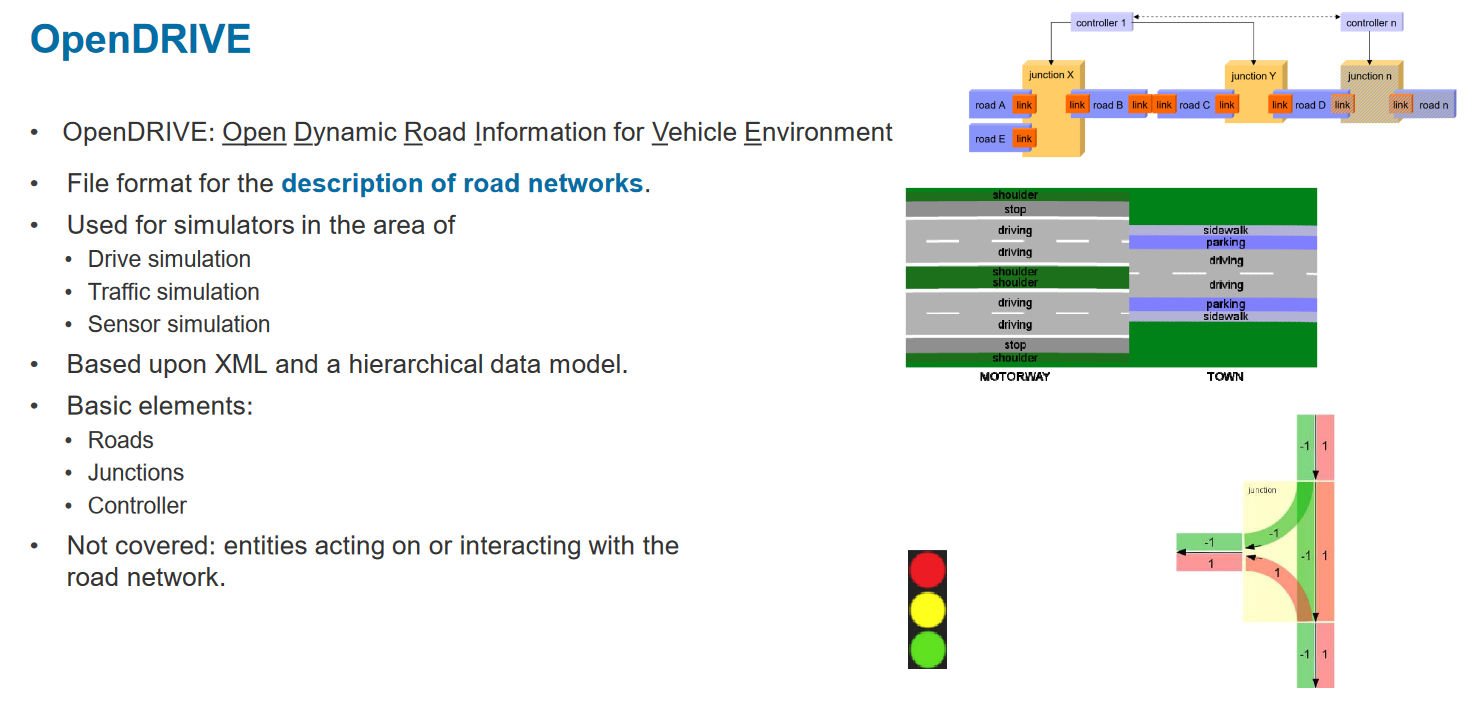 OpenDRIVE
• OpenDRIVE: Open Dynamic Road Information for Vehicle Environment
• File format for the description of road networks.
• Used for simulators in the area of
• Drive simulation
• Traffic simulation
• Sensor simulation
• Based upon XML and a hierarchical data model.
• Basic elements:
• Roads
• Junctions
• Controller
• Not covered: entities acting on or interacting with the
road network.
controller 1
controller n
junction X
junction Y
junction n
road A link
link road B link
link road C link
link road D link
link road n
road E link
shoulder
stop
driving
driving
shoulder
shoulder
driving
driving
stop
shoulder
MOTORWAY
sidewalk
parking
driving
driving
parking
sidewalk
TOWN
-1 1
junction
-1
-1
1
-1 1
1
-1 1